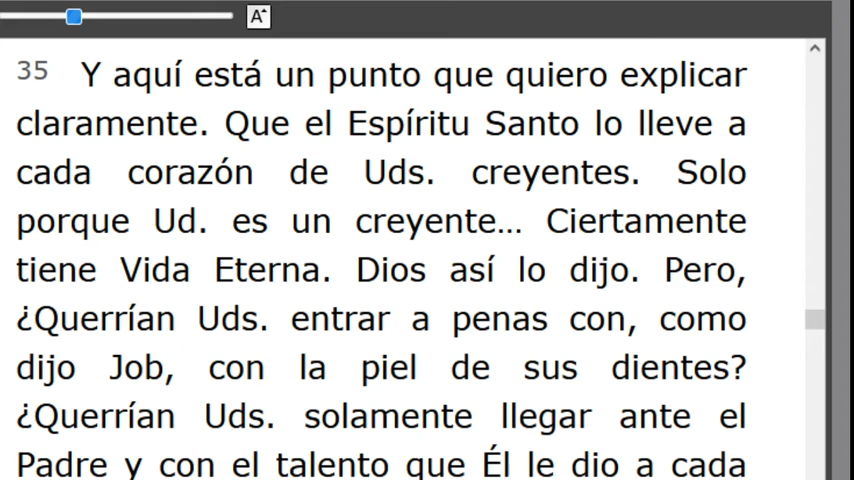 A^
35 Y aquí está un punto que quiero explicar
claramente. Que el Espíritu Santo lo lleve a
cada corazón de Uds. creyentes. Solo
porque Ud. es un creyente... Ciertamente
tiene Vida Eterna. Dios así lo dijo. Pero,
¿Querrían Uds. entrar a penas con, como
dijo Job, con la piel de sus dientes?
¿Querrían Uds. solamente llegar ante el
Padre y con el talento que Él le dio a cada